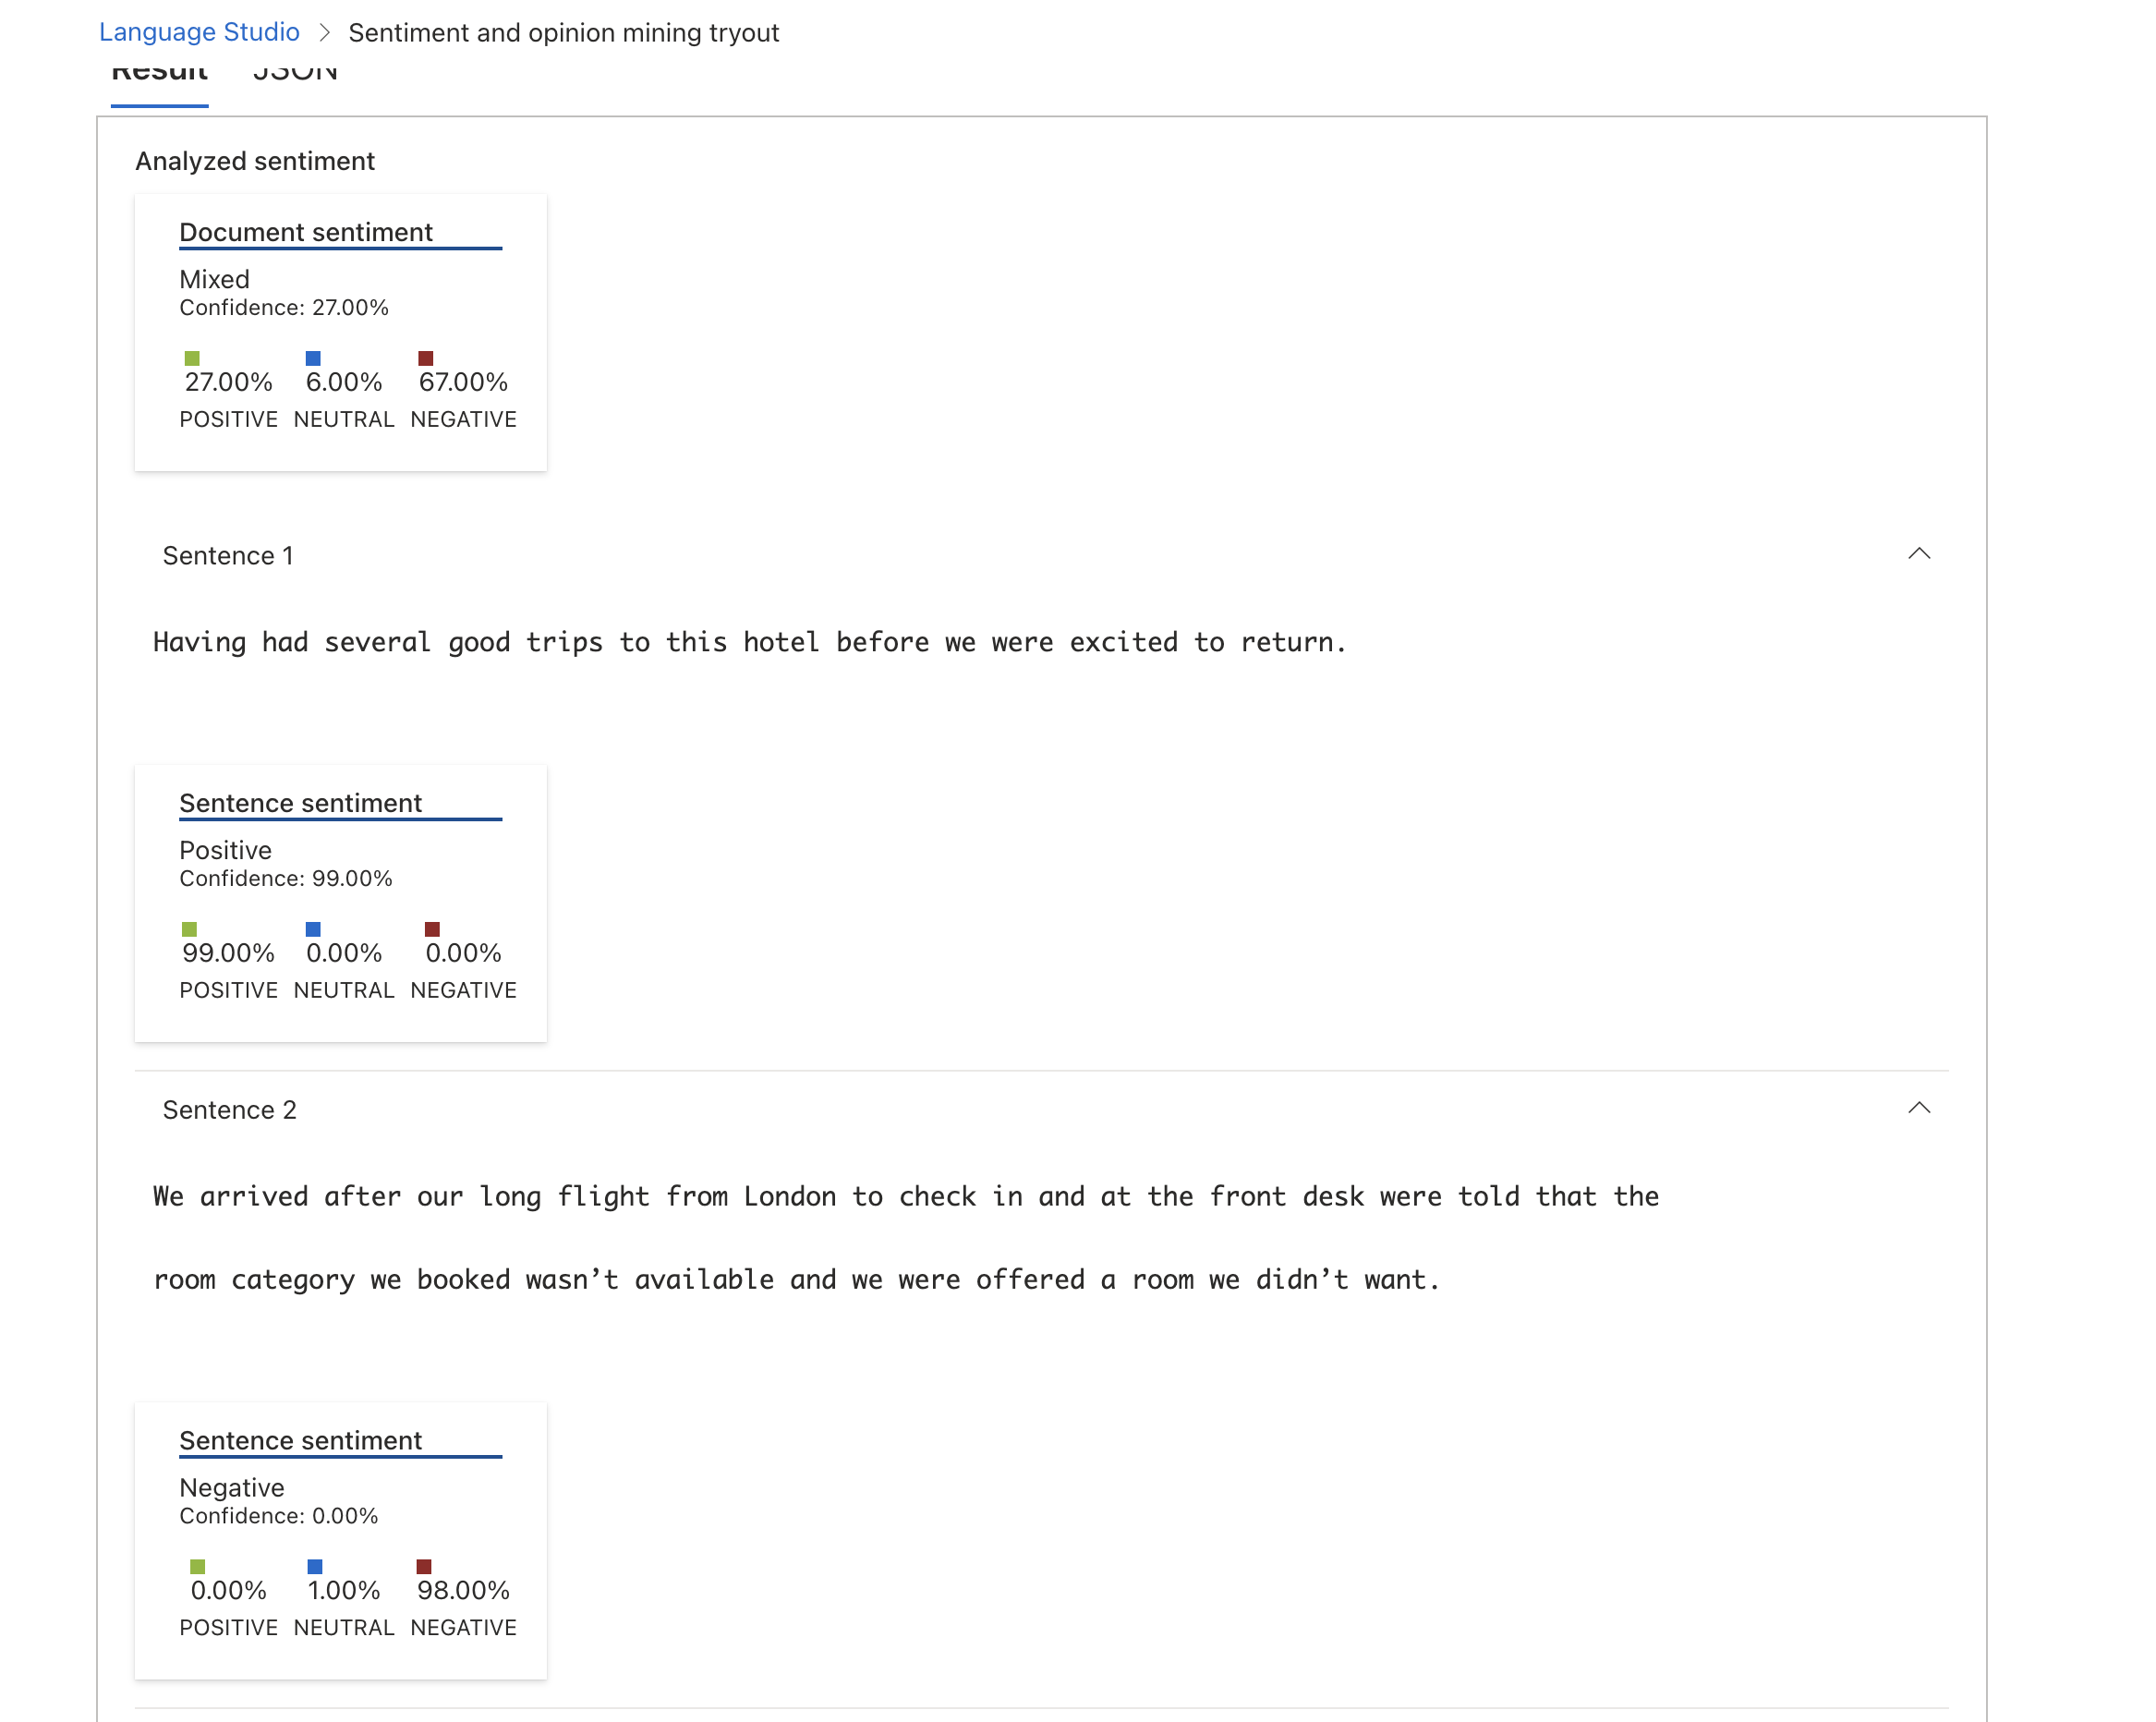 Language Studio > Sentiment and opinion mining tryout
Result JSON
Analyzed sentiment
Document sentiment
Mixed
Confidence: 27.00%
27.00% 6.00% 67.00%
POSITIVE NEUTRAL NEGATIVE
Sentence 1
Having had several good trips to this hotel before we were excited to return.
Sentence sentiment
Positive
Confidence: 99.00%
99.00% 0.00% 0.00%
POSITIVE NEUTRAL NEGATIVE
Sentence 2
We arrived after our long flight from London to check in and at the front desk were told that the
room category we booked wasn’t available and we were offered a room we didn’t want.
Sentence sentiment
Negative
Confidence: 0.00%
0.00% 1.00% 98.00%
POSITIVE NEUTRAL NEGATIVE